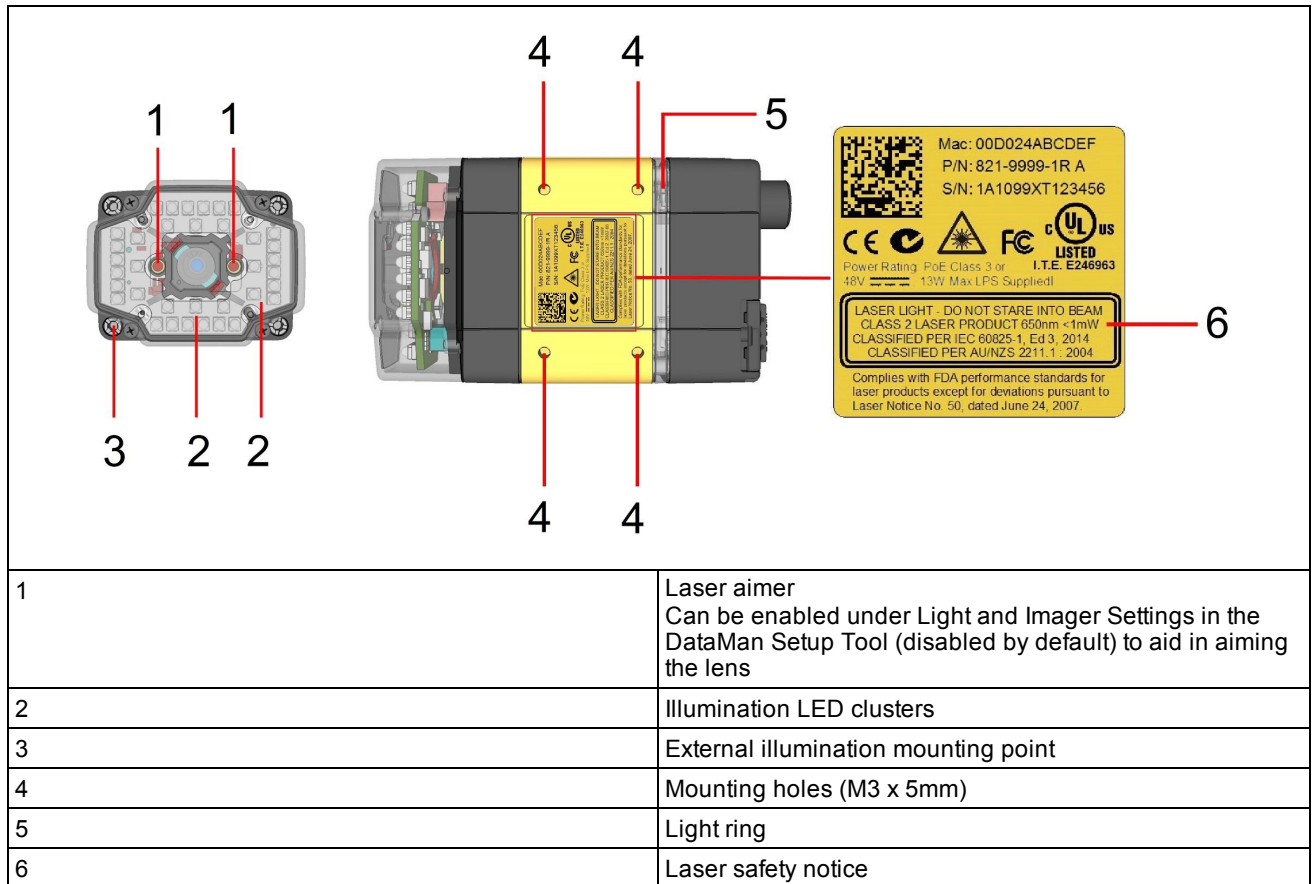 4 4
5
1 1
Mac: 00D024ABCDEF
P/N: 821-9999-1R A
S/N: 1A1099XT123456
CE FC c UL US
LISTED
I.T.E. E246963
Power Rating: PoE Class 3 or
48V 13W Max LPS Supplied!
LASER LIGHT - DO NOT STARE INTO BEAM
CLASS 2 LASER PRODUCT 650nm <1mW
CLASSIFIED PER IEC 60825-1, Ed 3, 2014
CLASSIFIED PER AU/NZS 2211.1 : 2004
6
Complies with FDA performance standards for
laser products except for deviations pursuant to
Laser Notice No. 50, dated June 24, 2007.
3 2 2
4 4
1 Laser aimer
Can be enabled under Light and Imager Settings in the
DataMan Setup Tool (disabled by default) to aid in aiming
the lens
2 Illumination LED clusters
3 External illumination mounting point
4 Mounting holes (M3 x 5mm)
5 Light ring
6 Laser safety notice